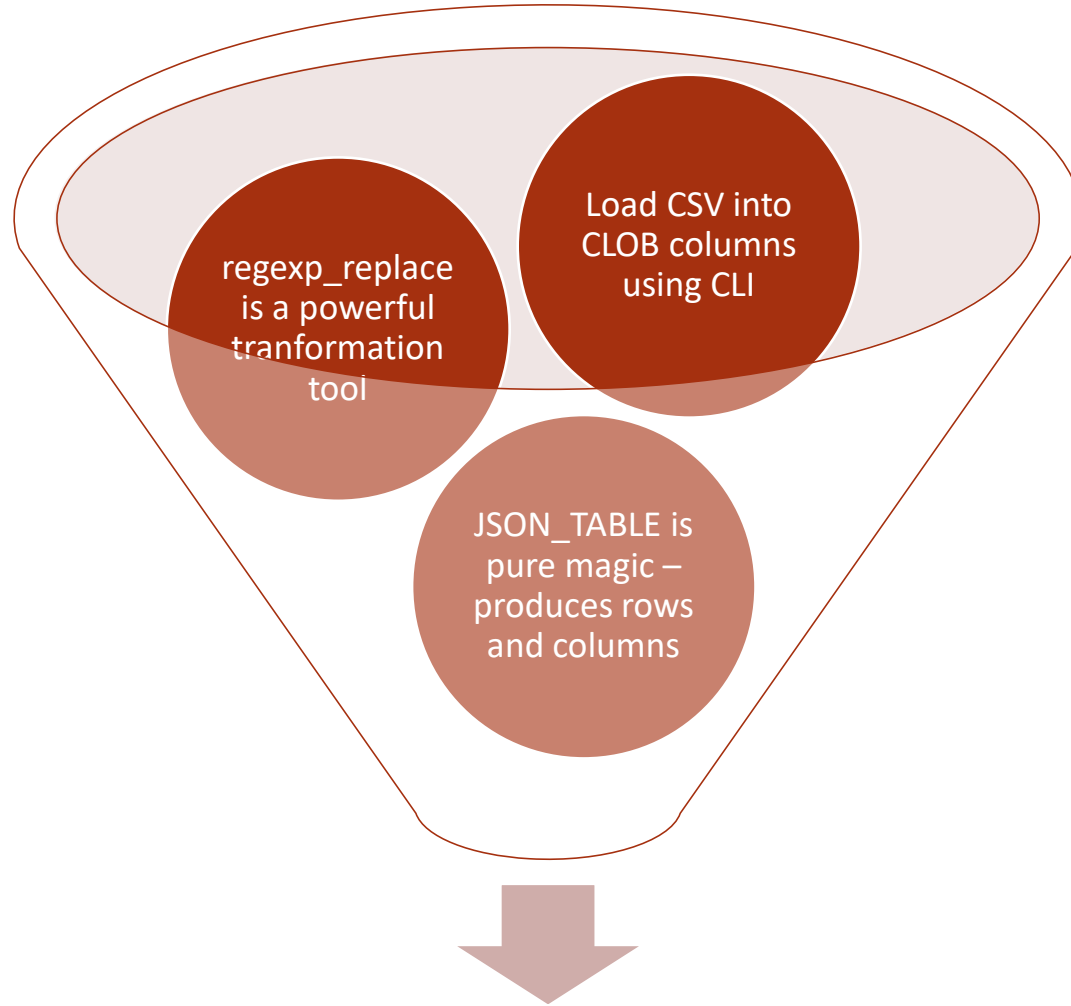 regexp_replace
is a powerful
tranformation
tool
Load CSV into
CLOB columns
using CLI
JSON_TABLE is
pure magic –
produces rows
and columns